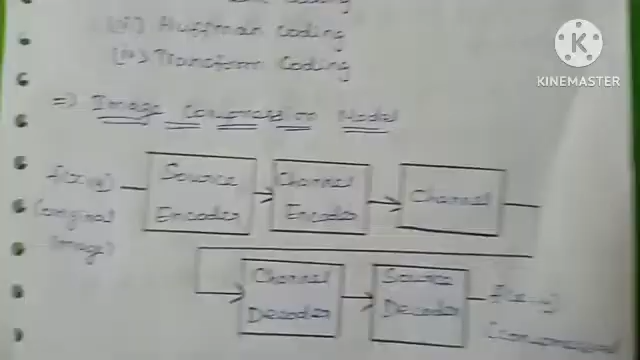 Coding
(iii) Huffman Coding
(iv) Transform Coding
=) Image Compression Model
f(x,y)
(original
image)
Source
Encoder
Channel
Encoder
Channel
Channel
Decoder
Source
Decoder
f(x,y)
K
KINEMASTER